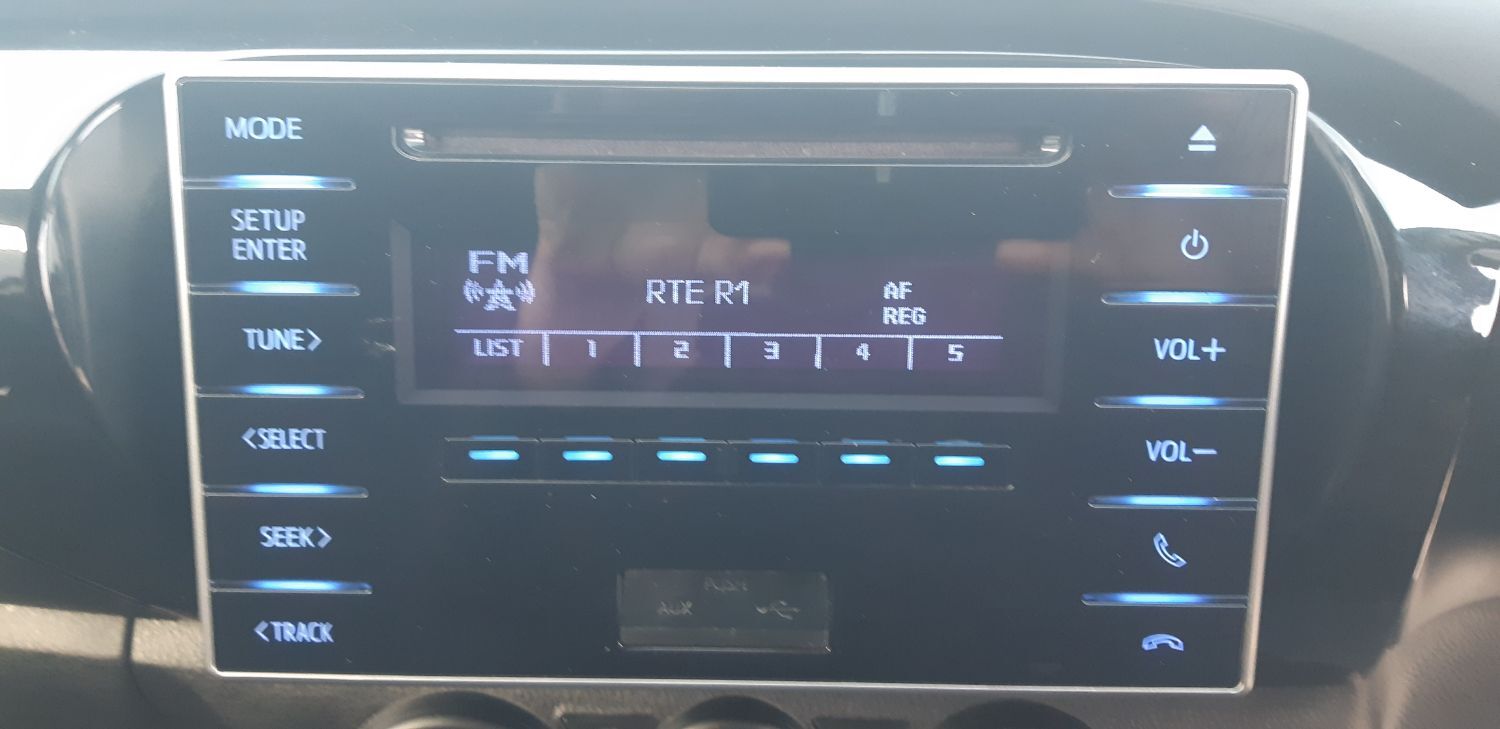 MODE
SETUP
ENTER
TUNE>
<SELECT
SEEK>
<TRACK
FM
RTE R1
AF
REG
LIST 1 2 3 4 5
Push
AUX
VOL+
VOL-